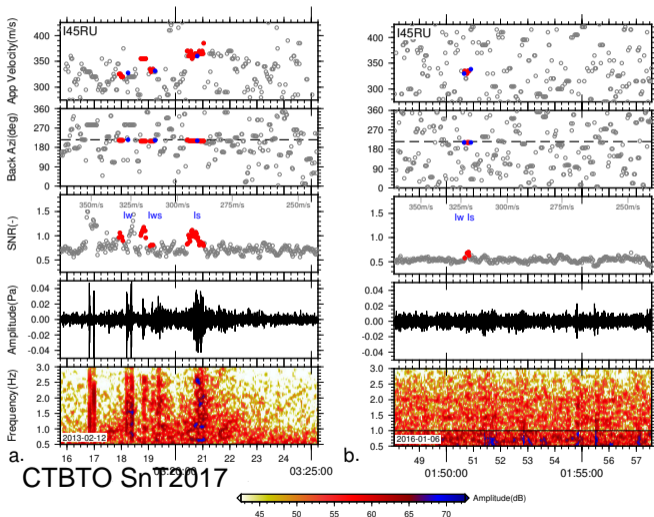 I45RU
App Velocity(m/s)
400
350
300
Back Azi(deg)
360
270
180
90
0
350m/s 325m/s 300m/s 275m/s 250m/s
Iw Iws Is
SNR(-)
1.5
1.0
0.5
Amplitude(Pa)
0.04
0.02
0.00
-0.02
-0.04
Frequency(Hz)
3.0
2.5
2.0
1.5
1.0
0.5
2013-02-12
16 17 18 19 21 22 23 24
03:20:00 03:25:00
a.
I45RU
400
350
300
360
270
180
90
0
350m/s 325m/s 300m/s 275m/s 250m/s
Iw Is
1.5
1.0
0.5
0.04
0.02
0.00
-0.02
-0.04
3.0
2.5
2.0
1.5
1.0
0.5
2016-01-06
49 51 52 53 54 56 57
01:50:00 01:55:00
b.
CTBTO SnT2017
Amplitude(dB)
45 50 55 60 65 70